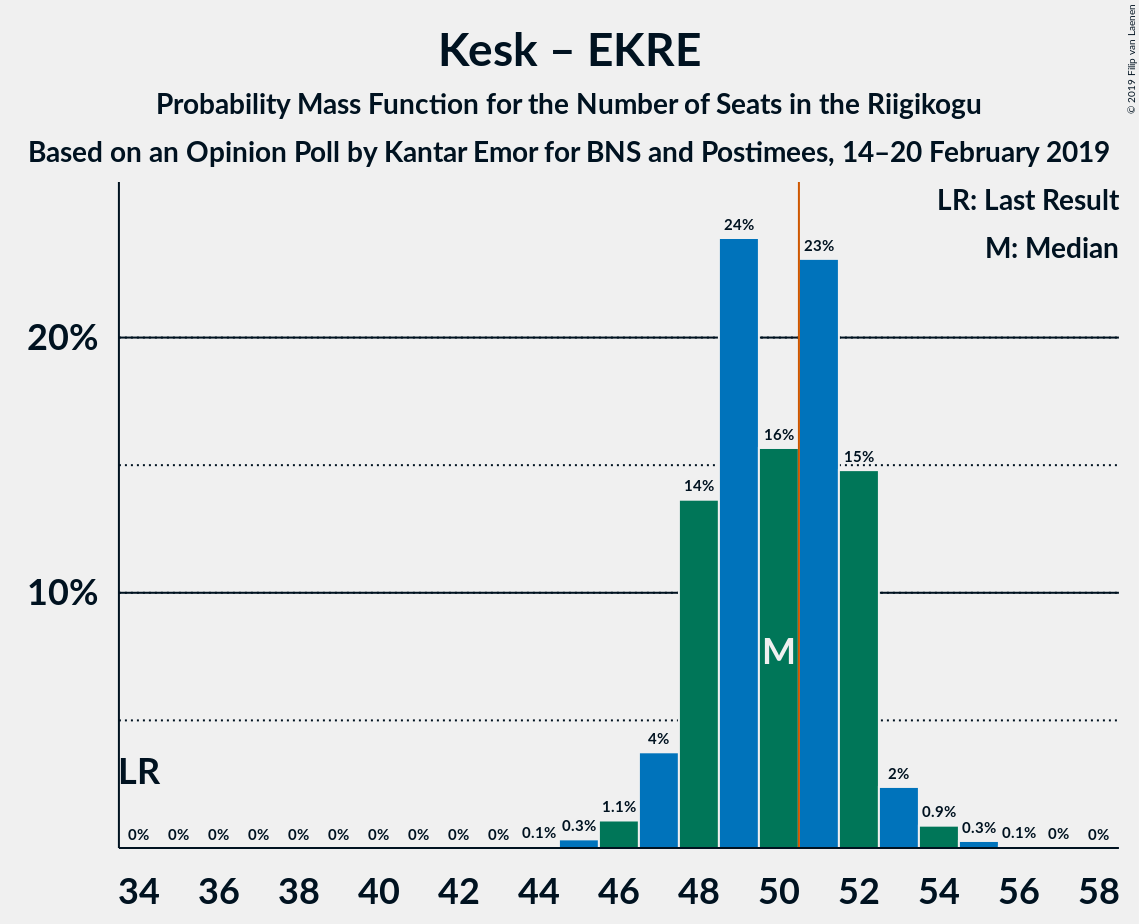 Kesk – EKRE
Probability Mass Function for the Number of Seats in the Riigikogu
Based on an Opinion Poll by Kantar Emor for BNS and Postimees, 14–20 February 2019
© 2019 Filip van Laenen
LR: Last Result
M: Median
20%
10%
LR
M
0% 0% 0% 0% 0% 0% 0% 0% 0% 0% 0.1% 0.3% 1.1% 4% 14% 24% 16% 23% 15% 2% 0.9% 0.3% 0.1% 0% 0%
34 36 38 40 42 44 46 48 50 52 54 56 58